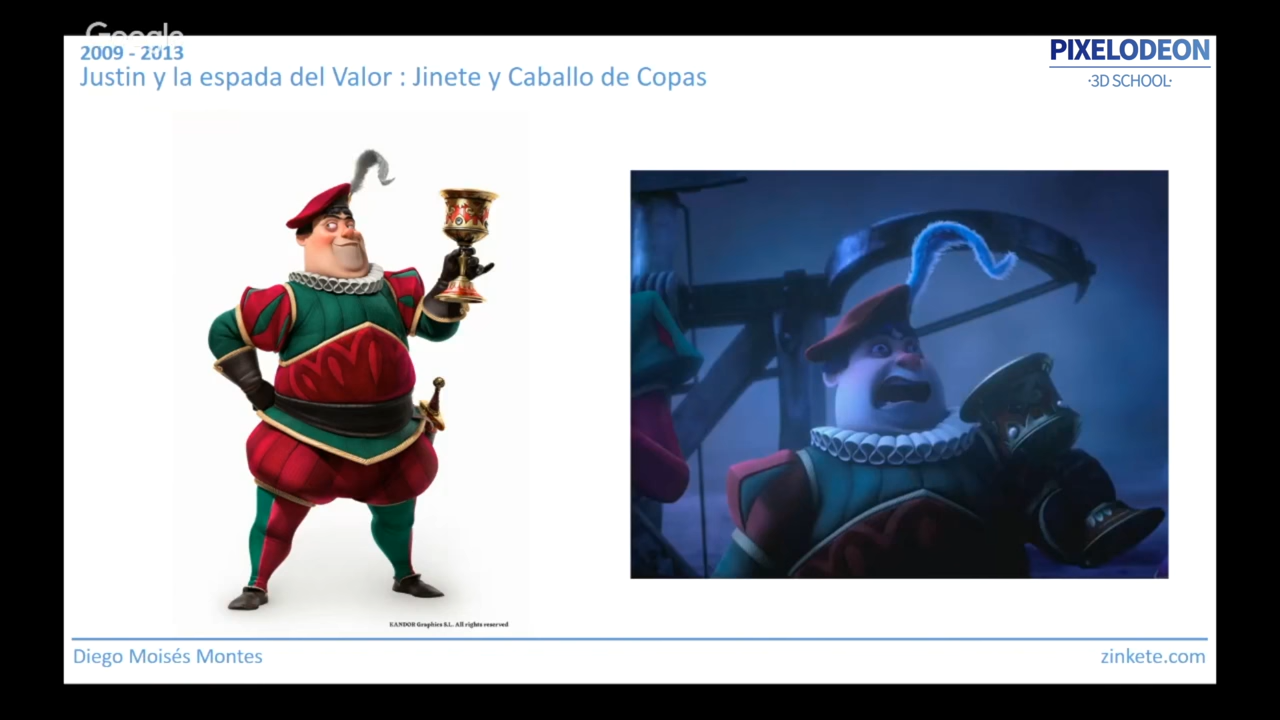 Google
2009 - 2013
Justin y la espada del Valor : Jinete y Caballo de Copas
PIXELODEON
·3D SCHOOL·
KANDOR Graphics S.L. All rights reserved
Diego Moisés Montes
zinkete.com